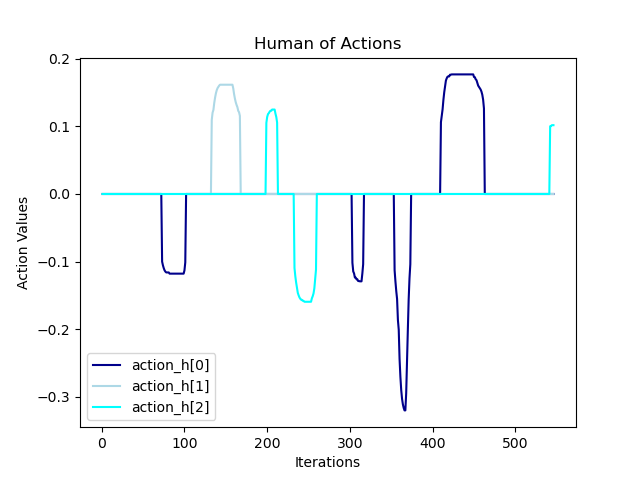 Human of Actions
Action Values
0.2
0.1
0.0
−0.1
−0.2
−0.3
action_h[0]
action_h[1]
action_h[2]
0 100 200 300 400 500
Iterations